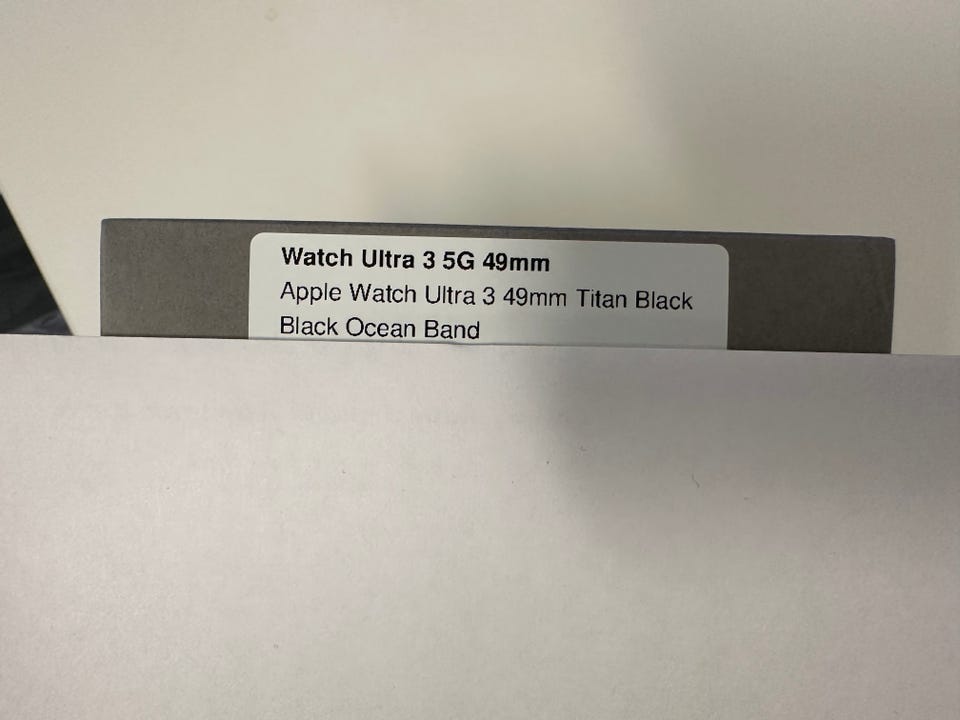 Watch Ultra 3 5G 49mm
Apple Watch Ultra 3 49mm Titan Black
Black Ocean Band